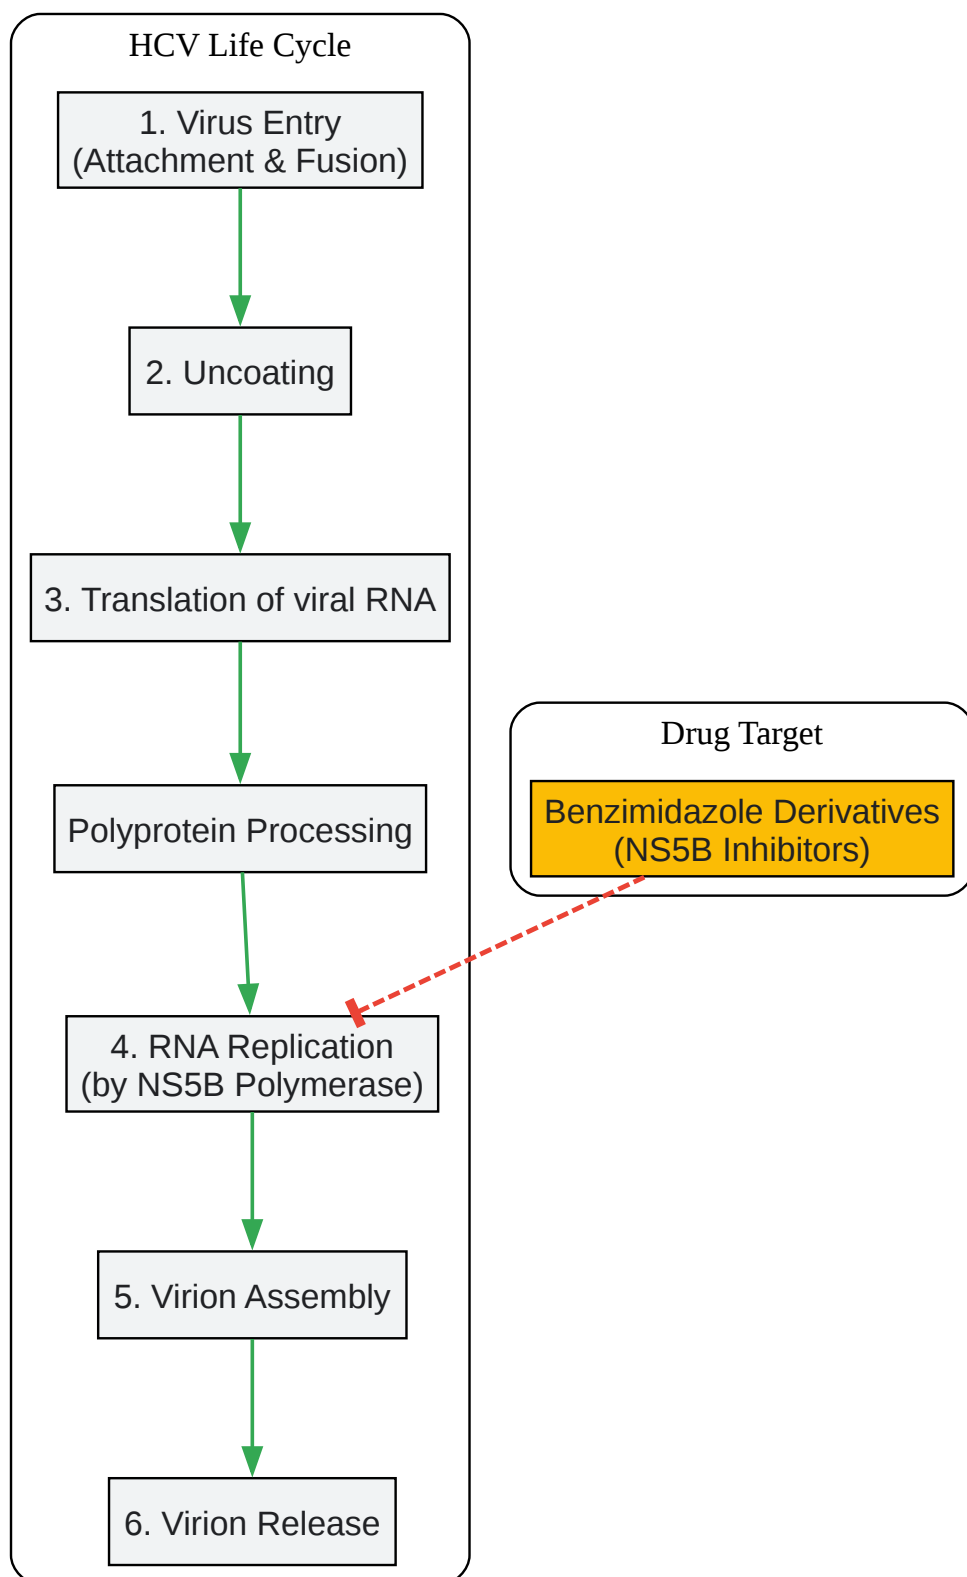 HCV Life Cycle
1. Virus Entry
(Attachment & Fusion)
2. Uncoating
3. Translation of viral RNA
Polyprotein Processing
Drug Target
Benzimidazole Derivatives
(NS5B Inhibitors)
4. RNA Replication
(by NS5B Polymerase)
5. Virion Assembly
6. Virion Release